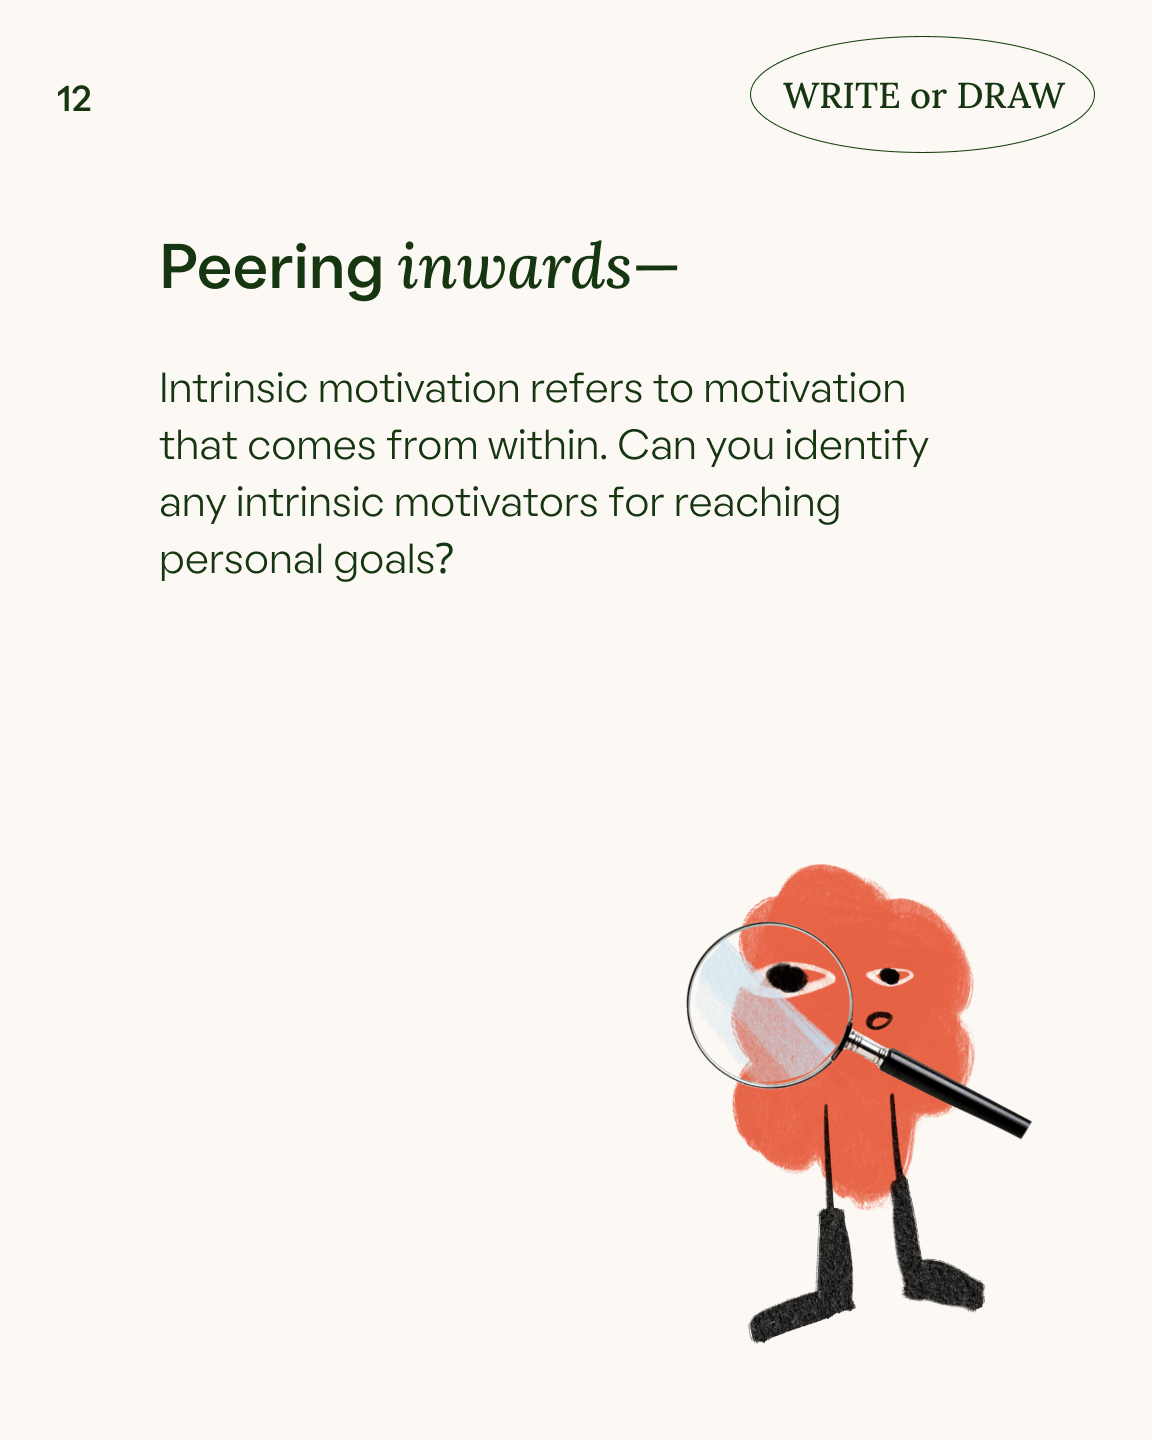 12
WRITE or DRAW
Peering inwards—
Intrinsic motivation refers to motivation
that comes from within. Can you identify
any intrinsic motivators for reaching
personal goals?